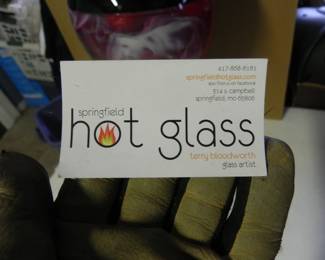 417-868-8181
springfieldhotglass.com
also find us on facebook
314 s. campbell
springfield, mo 65806
springfield
hot glass
terry bloodworth
glass artist